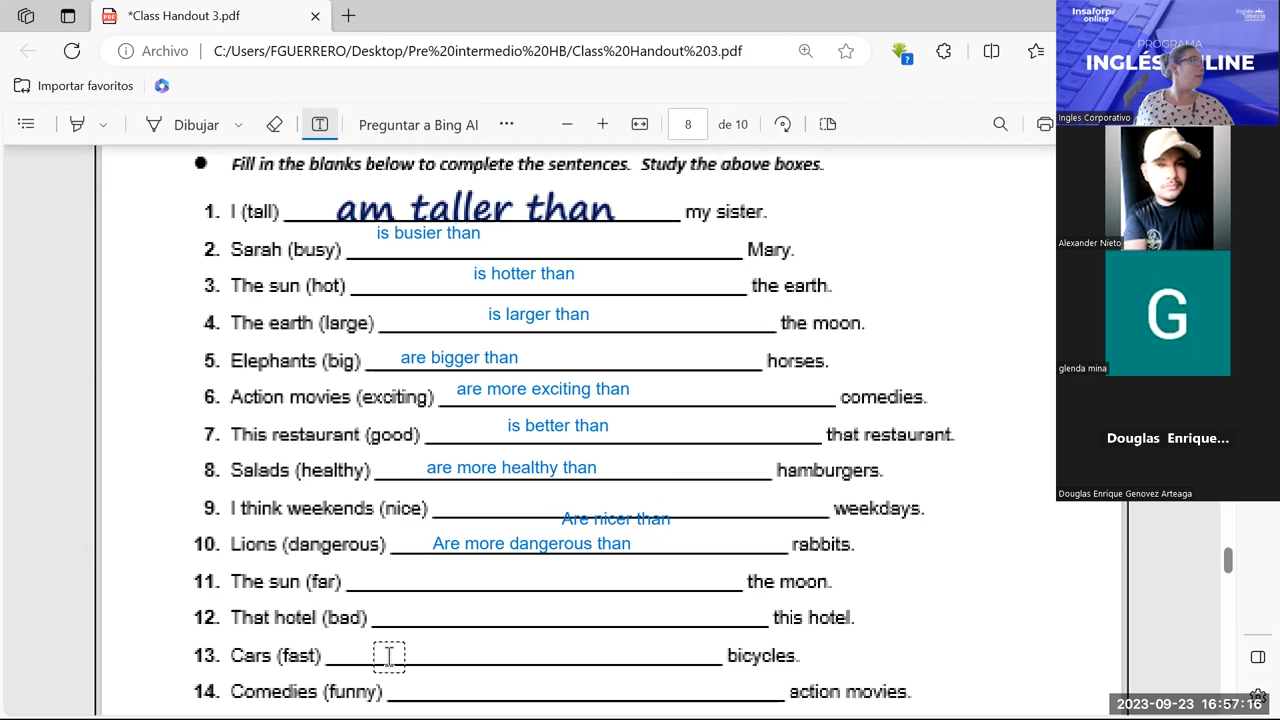 *Class Handout 3.pdf
Archivo
C:/Users/FGUERRERO/Desktop/Pre%20Intemedio%20HB/Class%20Handout%203.pdf
Importar favoritos
Dibujar
Preguntar a Bing AI
8
de 10
Fill in the blanks below to complete the sentences. Study the above boxes.
1. I (tall) am taller than my sister.
2. Sarah (busy) is busier than Mary.
3. The sun (hot) is hotter than the earth.
4. The earth (large) is larger than the moon.
5. Elephants (big) are bigger than horses.
6. Action movies (exciting) are more exciting than comedies.
7. This restaurant (good) is better than that restaurant.
8. Salads (healthy) are more healthy than hamburgers.
9. I think weekends (nice) Are nicer than weekdays.
10. Lions (dangerous) Are more dangerous than rabbits.
11. The sun (far) the moon.
12. That hotel (bad) this hotel.
13. Cars (fast) bicycles.
14. Comedies (funny) action movies.
Insaforp
online
PROGRAMA
Ingles Corporativo
Alexander Nieto
G
glenda mina
Douglas Enrique...
Douglas Enrique Genovez Arteaga
2023-09-23 16:57:16